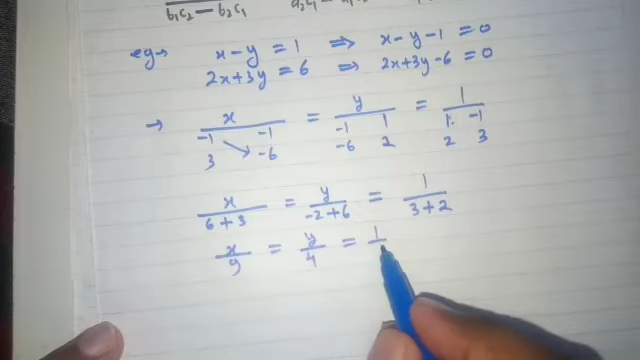 b₁c₂ − b₂c₁
eg→ x − y = 1 ⟹ x − y − 1 = 0
2x + 3y = 6 ⟹ 2x + 3y − 6 = 0
→ x = y = 1
-1 -1 -1 1 1 -1
3 -6 -6 2 2 3
x/(6 + 3) = y/(-2 + 6) = 1/(3 + 2)
x/9 = y/4 = 1